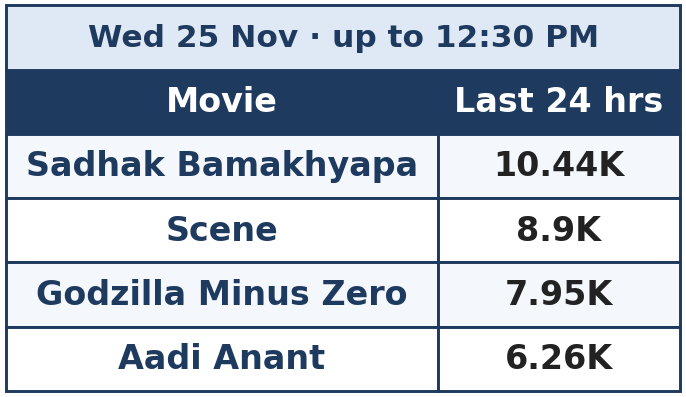 Wed 25 Nov · up to 12:30 PM
Movie Last 24 hrs
Sadhak Bamakhyapa 10.44K
Scene 8.9K
Godzilla Minus Zero 7.95K
Aadi Anant 6.26K